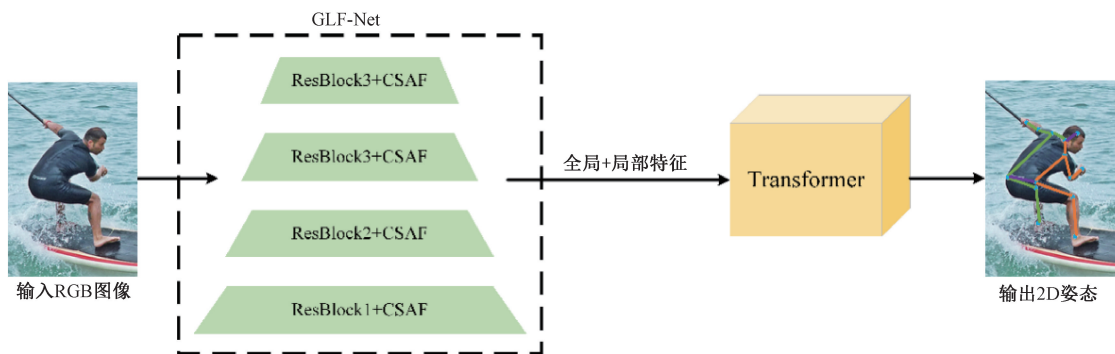 GLF-Net
ResBlock3+CSAF
ResBlock3+CSAF
ResBlock2+CSAF
ResBlock1+CSAF
输入RGB图像
全局+局部特征
Transformer
输出2D姿态